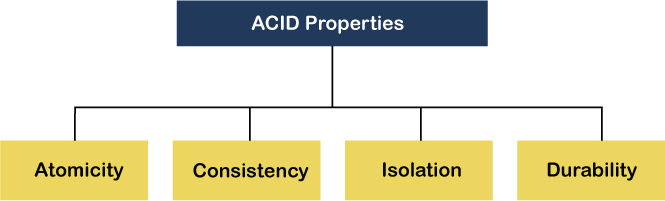 ACID Properties
Atomicity
Consistency
Isolation
Durability